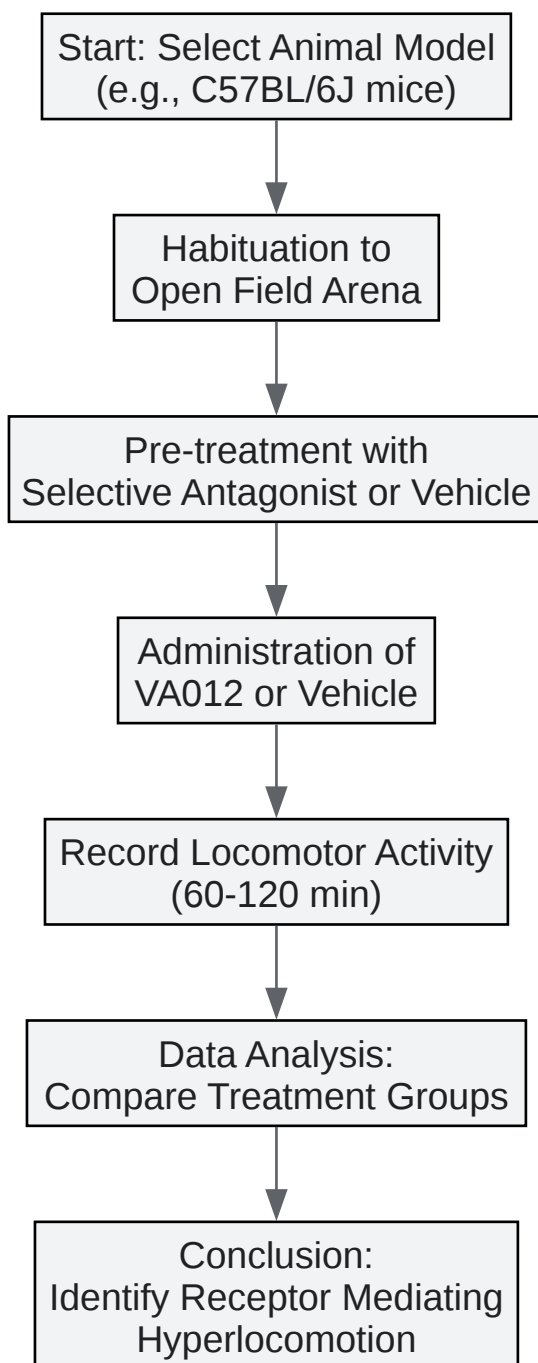 Start: Select Animal Model
(e.g., C57BL/6J mice)
Habituation to
Open Field Arena
Pre-treatment with
Selective Antagonist or Vehicle
Administration of
VA012 or Vehicle
Record Locomotor Activity
(60-120 min)
Data Analysis:
Compare Treatment Groups
Conclusion:
Identify Receptor Mediating
Hyperlocomotion